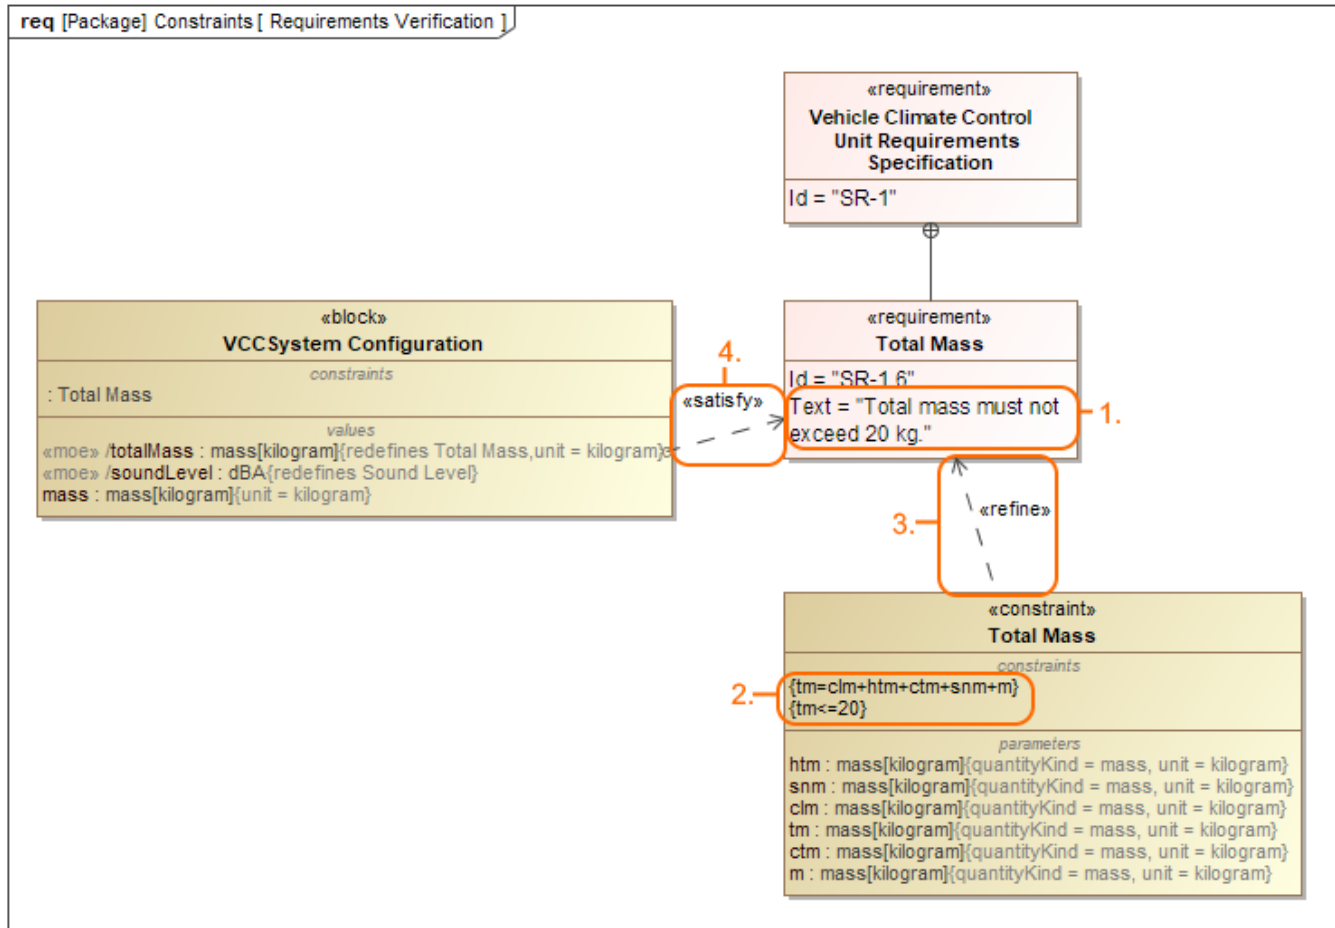 req [Package] Constraints [ Requirements Verification ]
«requirement»
Vehicle Climate Control
Unit Requirements
Specification
Id = "SR-1"
«block»
VCCSystem Configuration
constraints
: Total Mass
values
«moe» /totalMass : mass[kilogram]{redefines Total Mass,unit = kilogram}
«moe» /soundLevel : dBA{redefines Sound Level}
mass : mass[kilogram]{unit = kilogram}
4.
«satisfy»
«requirement»
Total Mass
Id = "SR-1.6"
Text = "Total mass must not
exceed 20 kg."
1.
3.
«refine»
«constraint»
Total Mass
constraints
2.
{tm=clm+htm+ctm+snm+m}
{tm<=20}
parameters
htm : mass[kilogram]{quantityKind = mass, unit = kilogram}
snm : mass[kilogram]{quantityKind = mass, unit = kilogram}
clm : mass[kilogram]{quantityKind = mass, unit = kilogram}
tm : mass[kilogram]{quantityKind = mass, unit = kilogram}
ctm : mass[kilogram]{quantityKind = mass, unit = kilogram}
m : mass[kilogram]{quantityKind = mass, unit = kilogram}